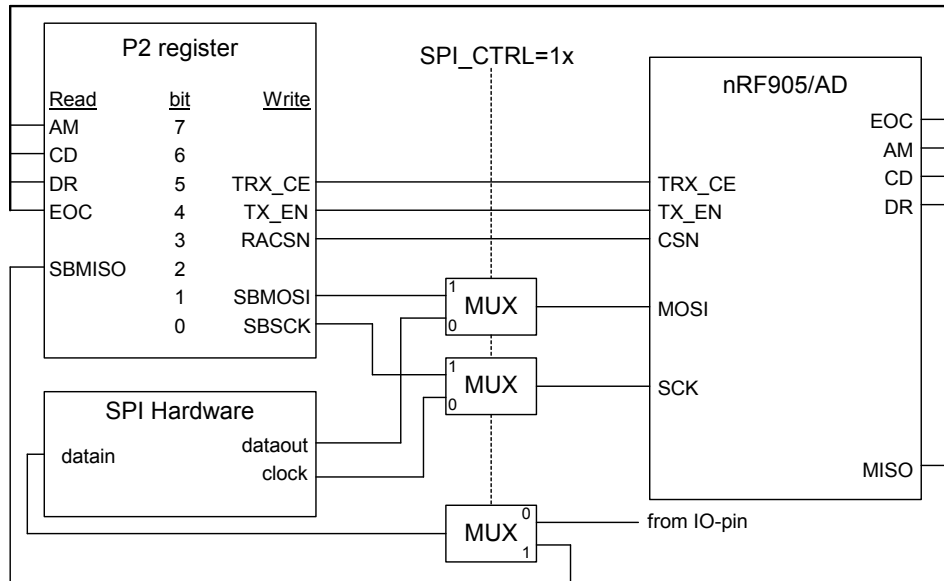 P2 register
SPI_CTRL=1x
nRF905/AD
Read bit Write
AM 7
CD 6
DR 5 TRX_CE
EOC 4 TX_EN
3 RACSN
SBMISO 2
1 SBMOSI
0 SBSCK
TRX_CE
TX_EN
CSN
MOSI
SCK
EOC
AM
CD
DR
MISO
1
MUX
0
1
MUX
0
SPI Hardware
dataout
datain
clock
0
MUX
1
from IO-pin